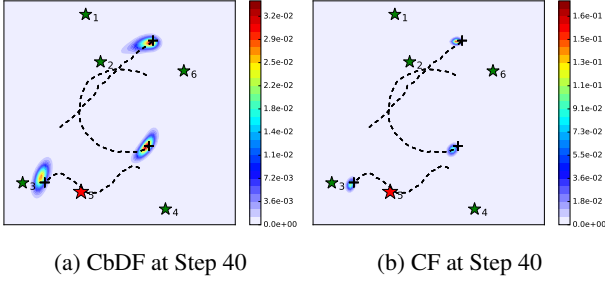 1
2
6
3
5
4
3.2e-02
2.9e-02
2.5e-02
2.2e-02
1.8e-02
1.4e-02
1.1e-02
7.2e-03
3.6e-03
0.0e+00
(a) CbDF at Step 40
1
2
6
3
5
4
1.6e-01
1.4e-01
1.2e-01
1.1e-01
8.9e-02
7.1e-02
5.3e-02
3.6e-02
1.8e-02
0.0e+00
(b) CF at Step 40